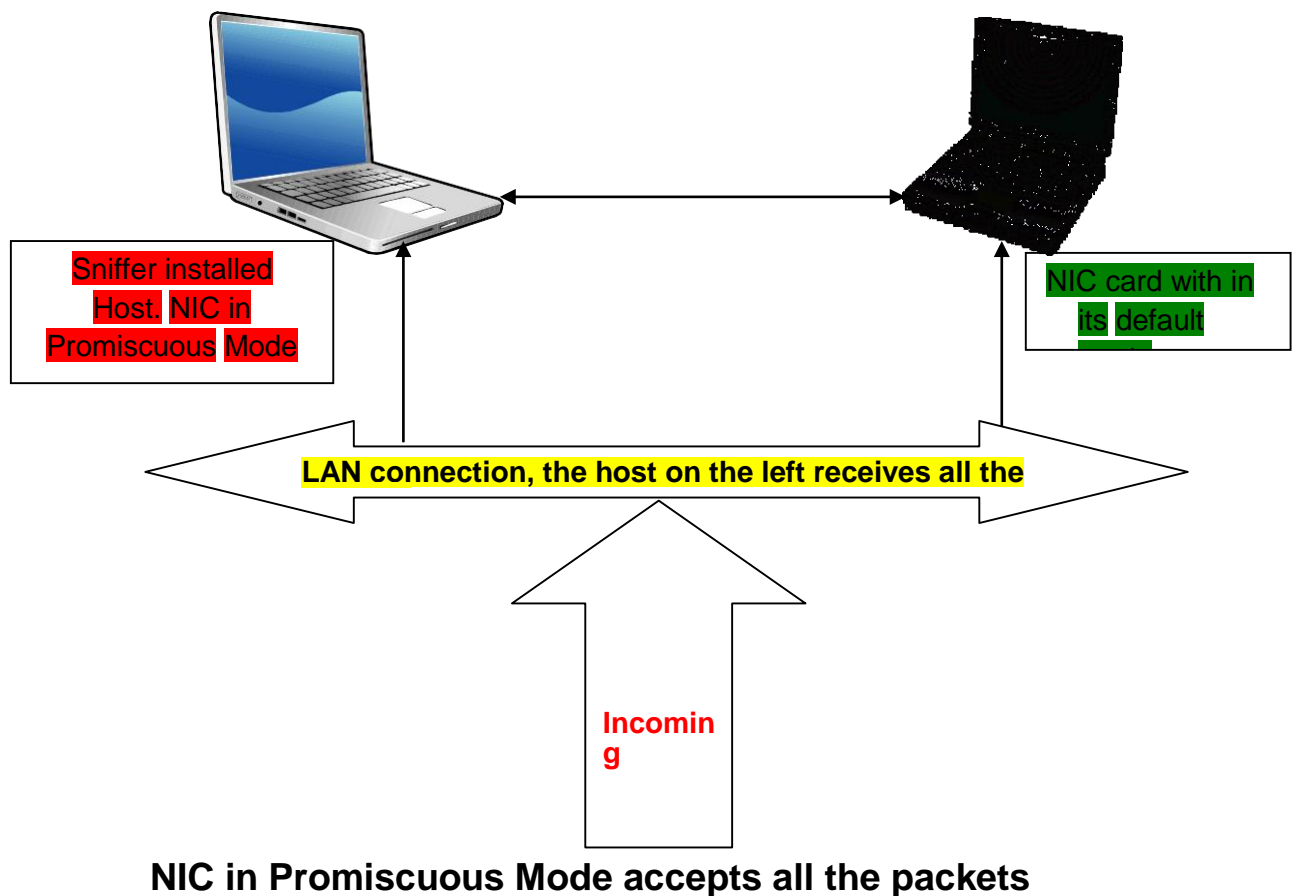 Sniffer installed
Host. NIC in
Promiscuous Mode
NIC card with in
its default
LAN connection, the host on the left receives all the
Incomin
g
NIC in Promiscuous Mode accepts all the packets